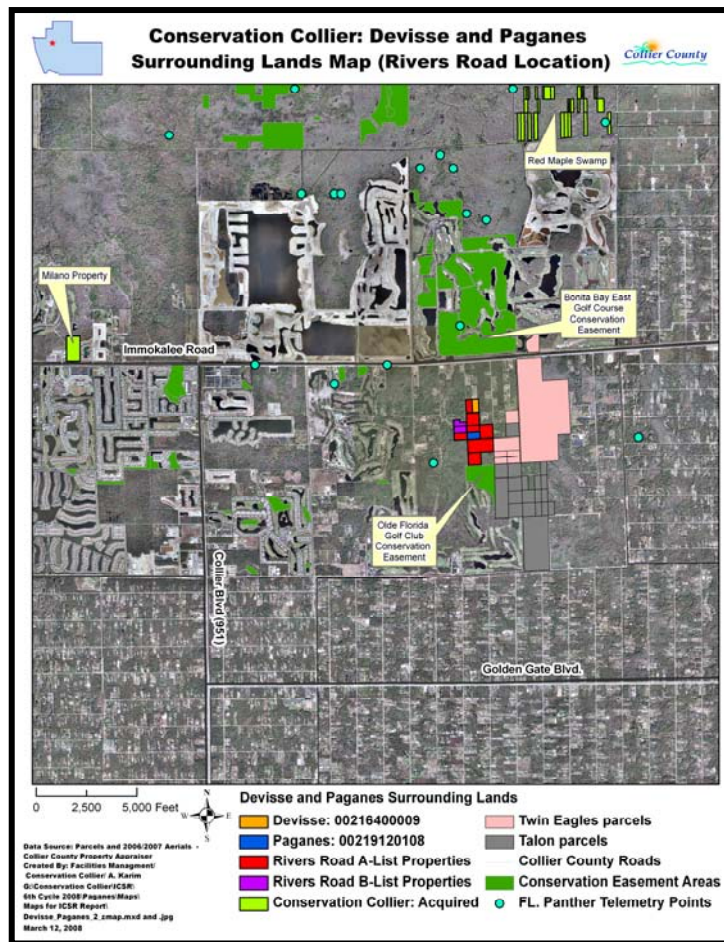 Conservation Collier: Devisse and Paganes
Surrounding Lands Map (Rivers Road Location)
Collier County
Red Maple Swamp
Milano Property
Bonita Bay East
Golf Course
Conservation
Easement
Immokalee Road
Olde Florida
Golf Club
Conservation
Easement
Collier Blvd (951)
Golden Gate Blvd.
0 2,500 5,000 Feet
N
W E
S
Devisse and Paganes Surrounding Lands
Devisse: 00216400009
Paganes: 00219120108
Rivers Road A-List Properties
Rivers Road B-List Properties
Conservation Collier: Acquired
Twin Eagles parcels
Talon parcels
Collier County Roads
Conservation Easement Areas
FL. Panther Telemetry Points
Data Source: Parcels and 2006/2007 Aerials -
Collier County Property Appraiser
Created By: Facilities Managment/
Conservation Collier/ A. Karim
G:\Conservation Collier\ICSR\
6th Cycle 2008\Paganes\Maps\
Maps for ICSR Report\
Devisse_Paganes_2_zmap.mxd and .jpg
March 12, 2008